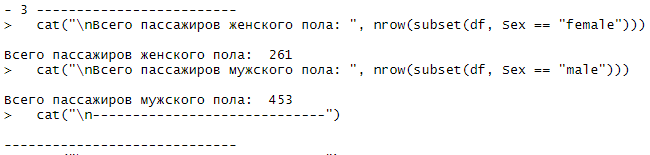 - 3 -------------------------
>   cat("\nВсего пассажиров женского пола: ", nrow(subset(df, Sex == "female")))
Всего пассажиров женского пола:  261
>   cat("\nВсего пассажиров мужского пола: ", nrow(subset(df, Sex == "male")))
Всего пассажиров мужского пола:  453
>   cat("\n-----------------------------")
-----------------------------